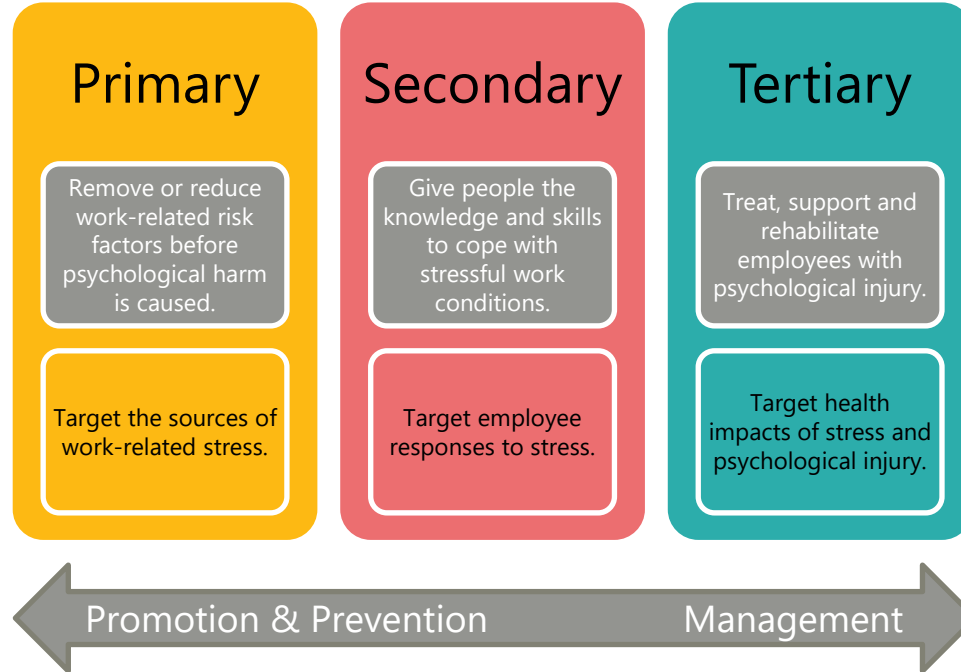 Primary
Remove or reduce
work-related risk
factors before
psychological harm
is caused.
Target the sources of
work-related stress.
Secondary
Give people the
knowledge and skills
to cope with
stressful work
conditions.
Target employee
responses to stress.
Tertiary
Treat, support and
rehabilitate
employees with
psychological injury.
Target health
impacts of stress and
psychological injury.
Promotion & Prevention
Management